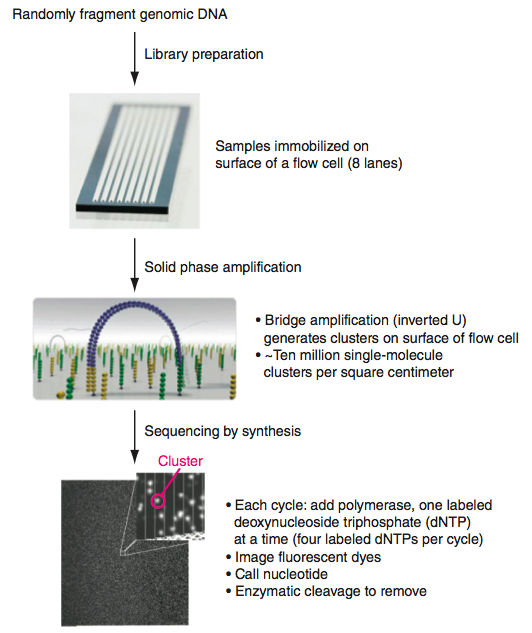 Randomly fragment genomic DNA
Library preparation
Samples immobilized on
surface of a flow cell (8 lanes)
Solid phase amplification
• Bridge amplification (inverted U)
generates clusters on surface of flow cell
• ~Ten million single-molecule
clusters per square centimeter
Sequencing by synthesis
Cluster
• Each cycle: add polymerase, one labeled
deoxynucleoside triphosphate (dNTP)
at a time (four labeled dNTPs per cycle)
• Image fluorescent dyes
• Call nucleotide
• Enzymatic cleavage to remove